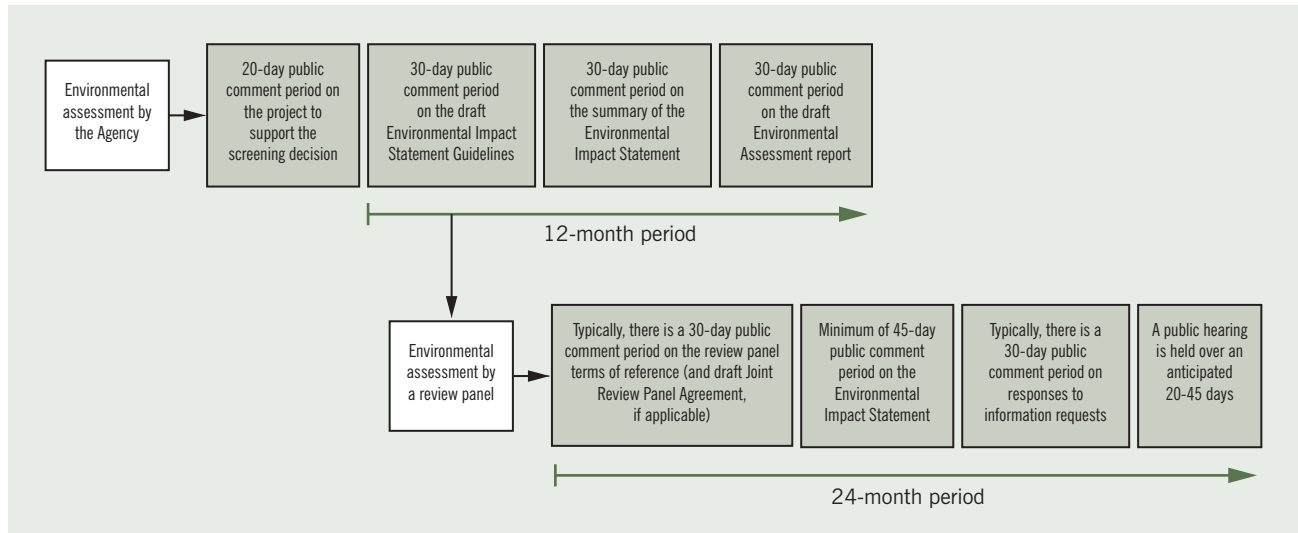 Environmental
assessment by
the Agency
20-day public
comment period on
the project to
support the
screening decision
30-day public
comment period
on the draft
Environmental Impact
Statement Guidelines
30-day public
comment period on
the summary of the
Environmental
Impact Statement
30-day public
comment period
on the draft
Environmental
Assessment report
12-month period
Environmental
assessment by
a review panel
Typically, there is a 30-day public
comment period on the review panel
terms of reference (and draft Joint
Review Panel Agreement,
if applicable)
Minimum of 45-day
public comment
period on the
Environmental
Impact Statement
Typically, there is a
30-day public
comment period on
responses to
information requests
A public hearing
is held over an
anticipated
20-45 days
24-month period